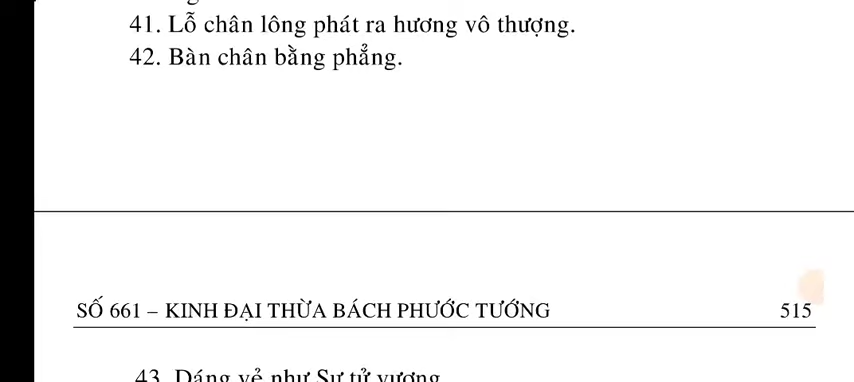 41. Lỗ chân lông phát ra hương vô thượng.
42. Bàn chân bằng phẳng.
SỐ 661 – KINH ĐẠI THỪA BÁCH PHƯỚC TƯỚNG 515
43. Dáng vẻ như Sư tử vương.